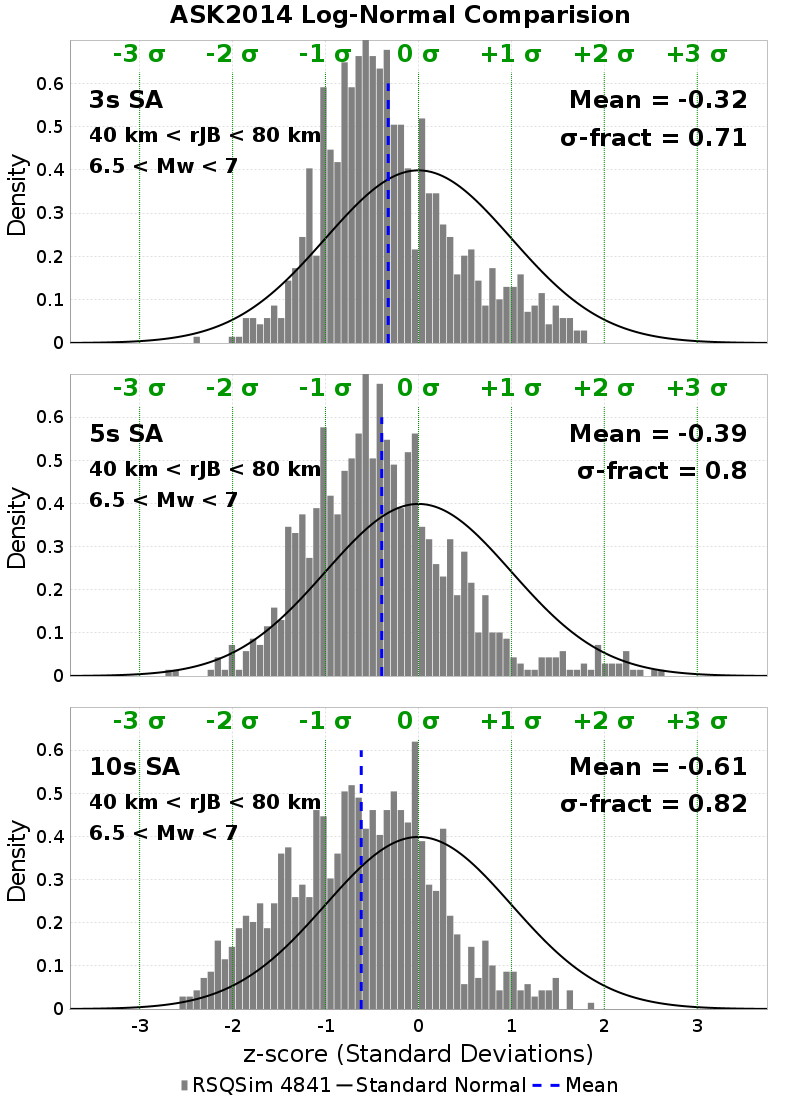 ASK2014 Log-Normal Comparision
-3 σ -2 σ -1 σ 0 σ +1 σ +2 σ +3 σ
3s SA
Mean = -0.32
40 km < rJB < 80 km
σ-fract = 0.71
6.5 < Mw < 7
Density
0.6
0.5
0.4
0.3
0.2
0.1
0
-3 σ -2 σ -1 σ 0 σ +1 σ +2 σ +3 σ
5s SA
Mean = -0.39
40 km < rJB < 80 km
σ-fract = 0.8
6.5 < Mw < 7
Density
0.6
0.5
0.4
0.3
0.2
0.1
0
-3 σ -2 σ -1 σ 0 σ +1 σ +2 σ +3 σ
10s SA
Mean = -0.61
40 km < rJB < 80 km
σ-fract = 0.82
6.5 < Mw < 7
Density
0.6
0.5
0.4
0.3
0.2
0.1
0
-3 -2 -1 0 1 2 3
z-score (Standard Deviations)
RSQSim 4841 Standard Normal Mean